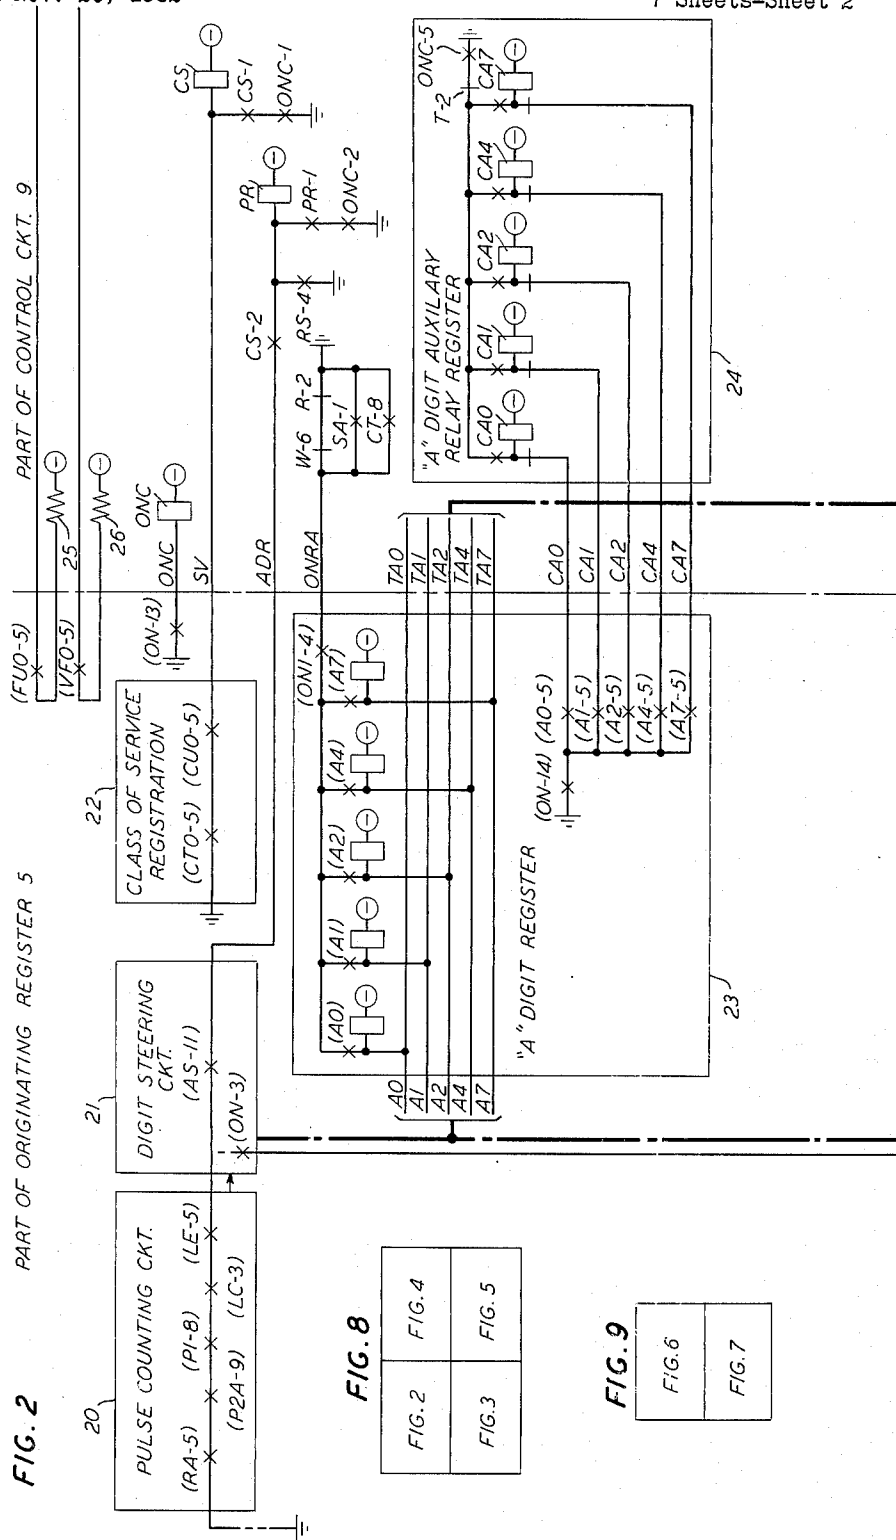 7 Sheets-Sheet 2
FIG. 2
PART OF ORIGINATING REGISTER 5
PART OF CONTROL CKT. 9
20
PULSE COUNTING CKT.
(RA-5)
(P1-8)
(LE-5)
(P2A-9)
(LC-3)
21
DIGIT STEERING
CKT.
(AS-11)
(ON-3)
22
CLASS OF SERVICE
REGISTRATION
(CTO-5)
(CUO-5)
(FUO-5)
(VFO-5)
25
26
(ON-13)
ONC
ONC
SV
CS
CS-1
ONC-1
ADR
CS-2
PR
PR-1
ONC-2
RS-4
ONRA
W-6
R-2
SA-1
CT-8
(ON1-4)
(A0)
(A1)
(A2)
(A4)
(A7)
A0
A1
A2
A4
A7
TA0
TA1
TA2
TA4
TA7
"A" DIGIT REGISTER
23
(ON-14)
(A0-5)
(A1-5)
(A2-5)
(A4-5)
(A7-5)
CA0
CA1
CA2
CA4
CA7
"A" DIGIT AUXILARY
RELAY REGISTER
CA0
CA1
CA2
CA4
CA7
T-2
ONC-5
24
FIG. 8
FIG. 2
FIG. 4
FIG. 3
FIG. 5
FIG. 9
FIG. 6
FIG. 7